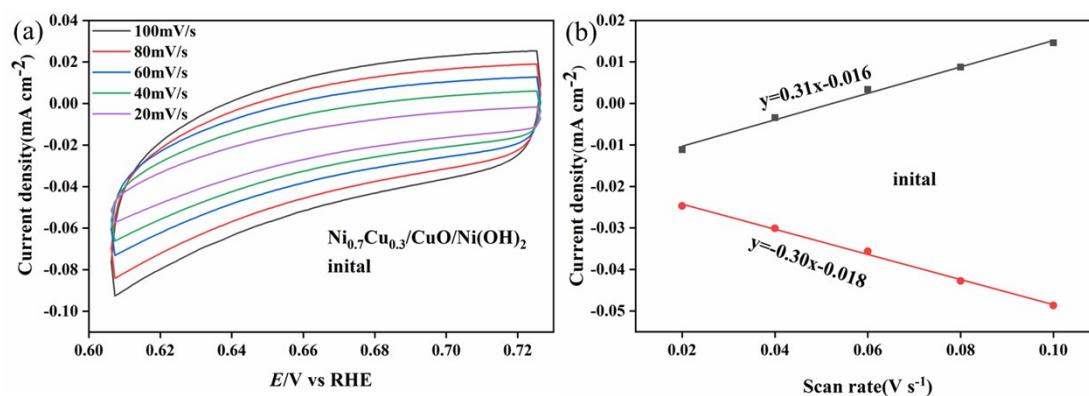 (a)
100mV/s
80mV/s
60mV/s
40mV/s
20mV/s
Ni₀.₇Cu₀.₃/CuO/Ni(OH)₂
inital
0.04
0.02
0.00
-0.02
-0.04
-0.06
-0.08
-0.10
Current density(mA cm⁻²)
0.60 0.62 0.64 0.66 0.68 0.70 0.72
E/V vs RHE
(b)
y=0.31x-0.016
inital
y=-0.30x-0.018
0.02
0.01
0.00
-0.01
-0.02
-0.03
-0.04
-0.05
Current density(mA cm⁻²)
0.02 0.04 0.06 0.08 0.10
Scan rate(V s⁻¹)